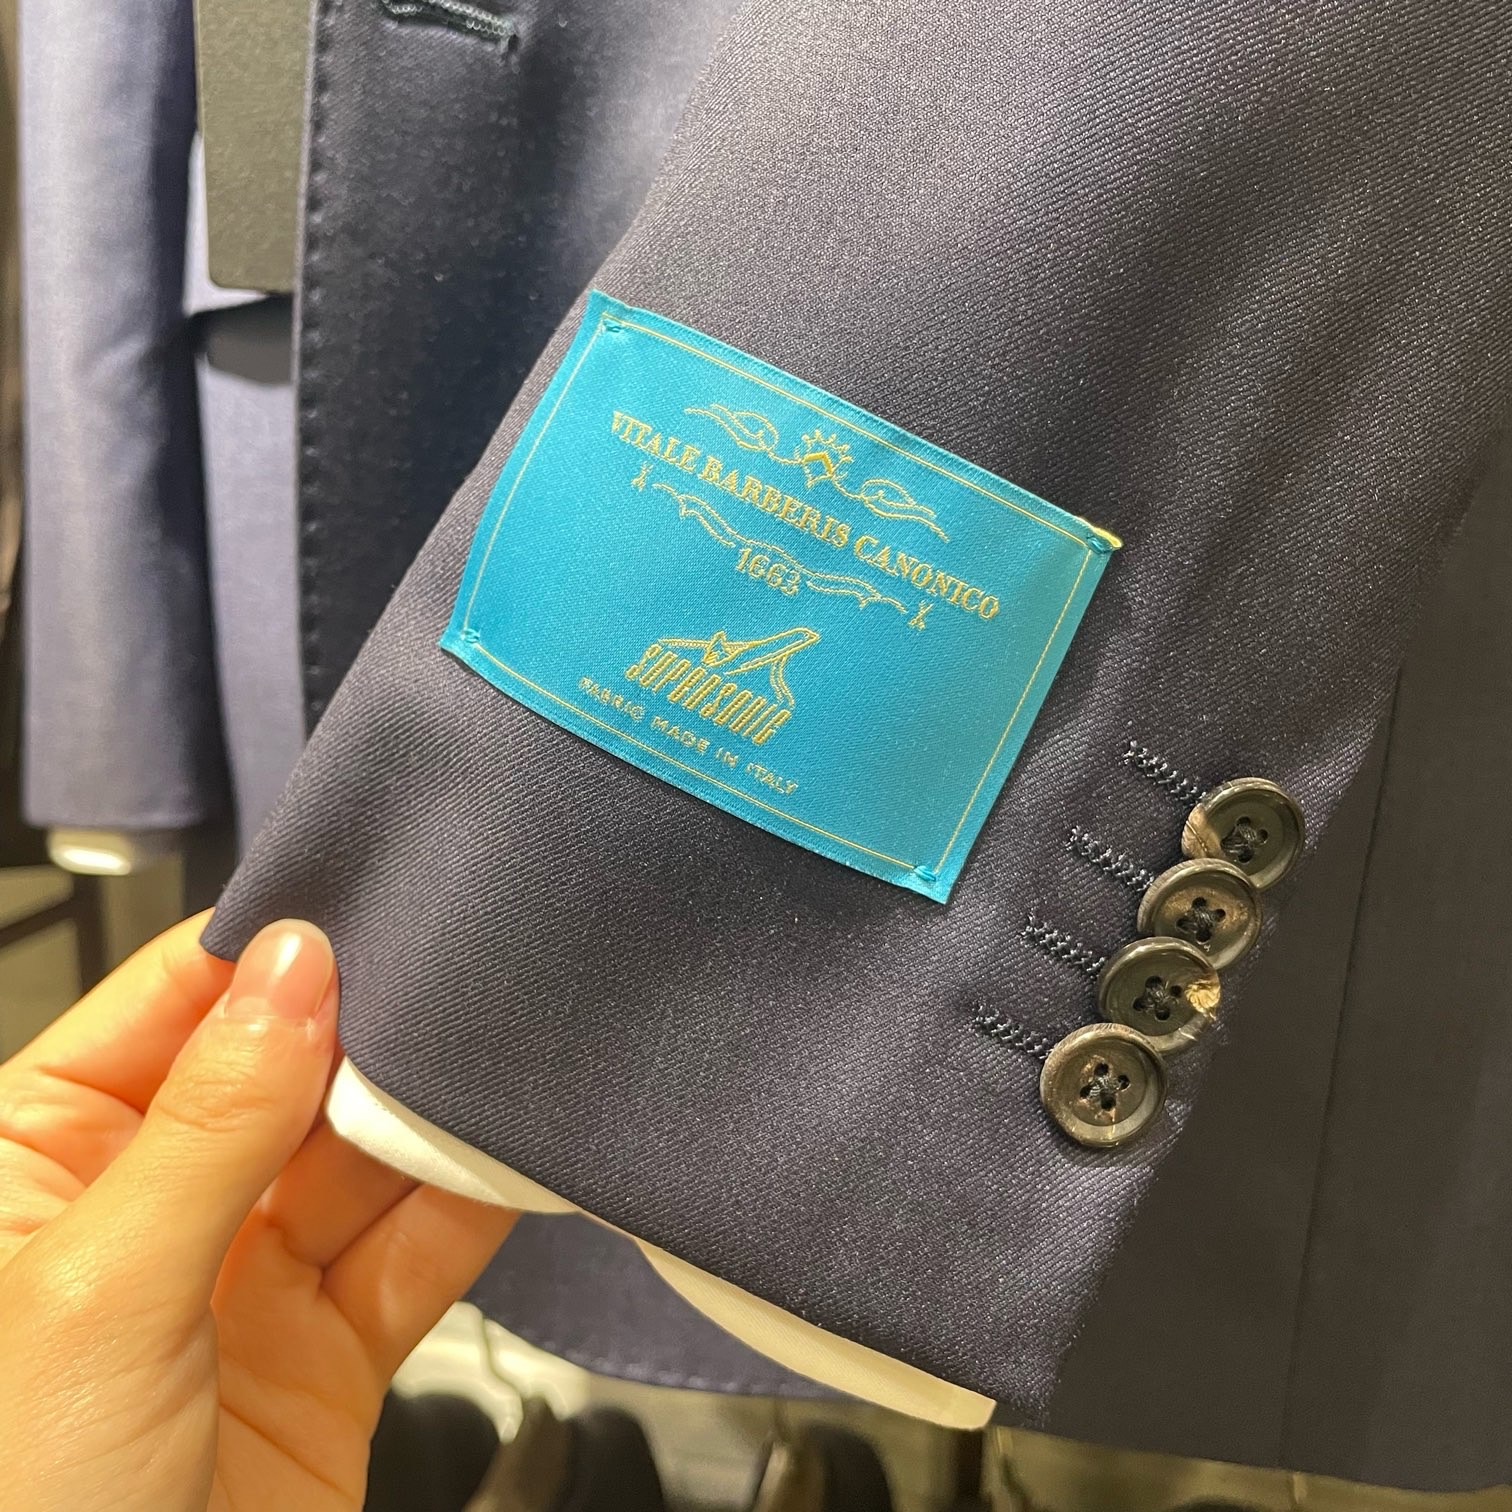 VITALE BARBERIS CANONICO
1663
SUPERSONIC
FABRIC MADE IN ITALY